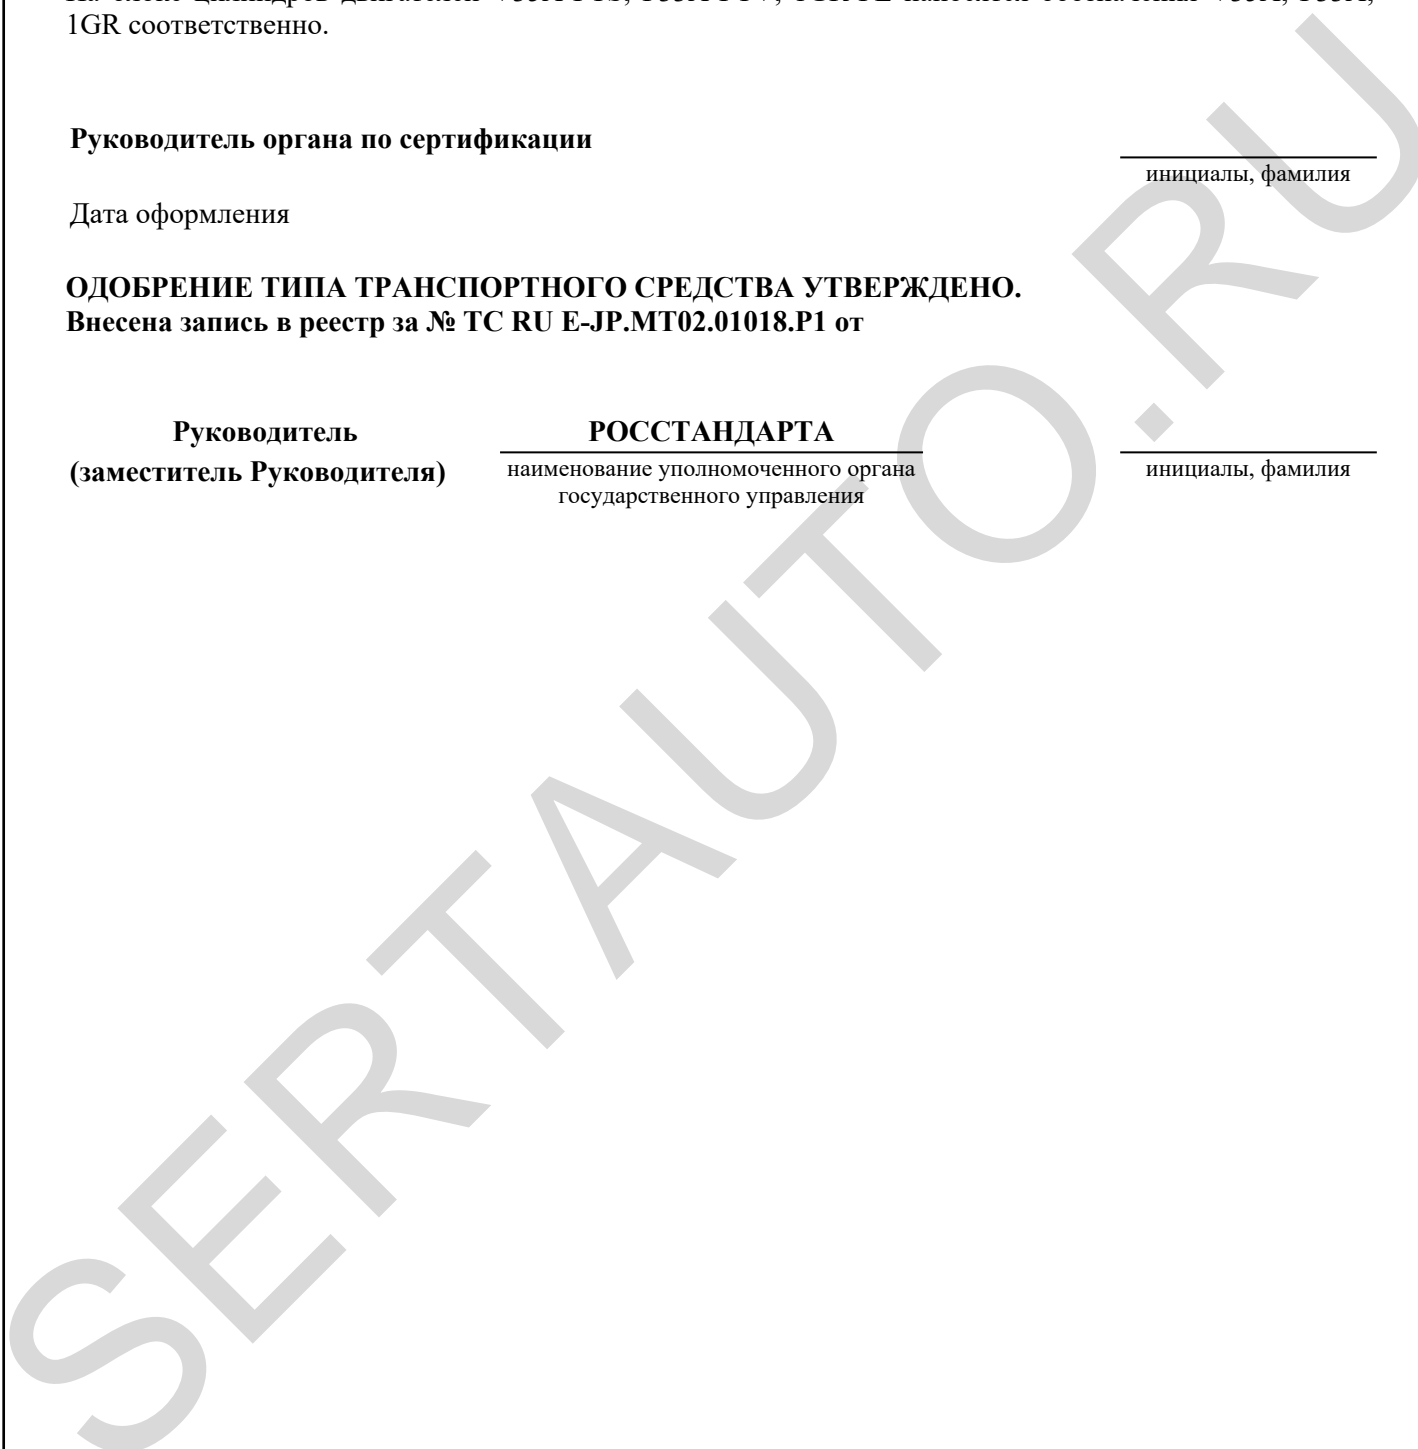 1GR соответственно.
Руководитель органа по сертификации
инициалы, фамилия
Дата оформления
ОДОБРЕНИЕ ТИПА ТРАНСПОРТНОГО СРЕДСТВА УТВЕРЖДЕНО.
Внесена запись в реестр за № ТС RU Е-JP.МТ02.01018.Р1 от
Руководитель
(заместитель Руководителя)
РОССТАНДАРТА
наименование уполномоченного органа
государственного управления
инициалы, фамилия
SERTAUTO.RU